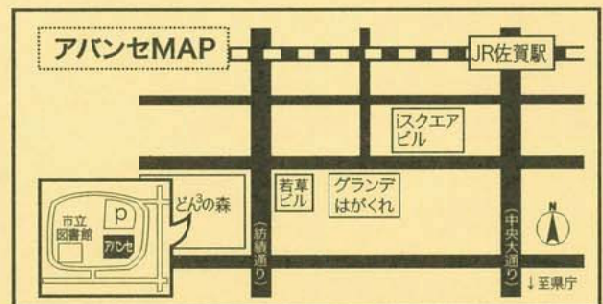 アバンセMAP
JR佐賀駅
iスクエア
ビル
どん3の森
若草
ビル
グランデ
はがくれ
市立
図書館
P
アバンセ
(紡績通り)
(中央大通り)
N
↓至県庁